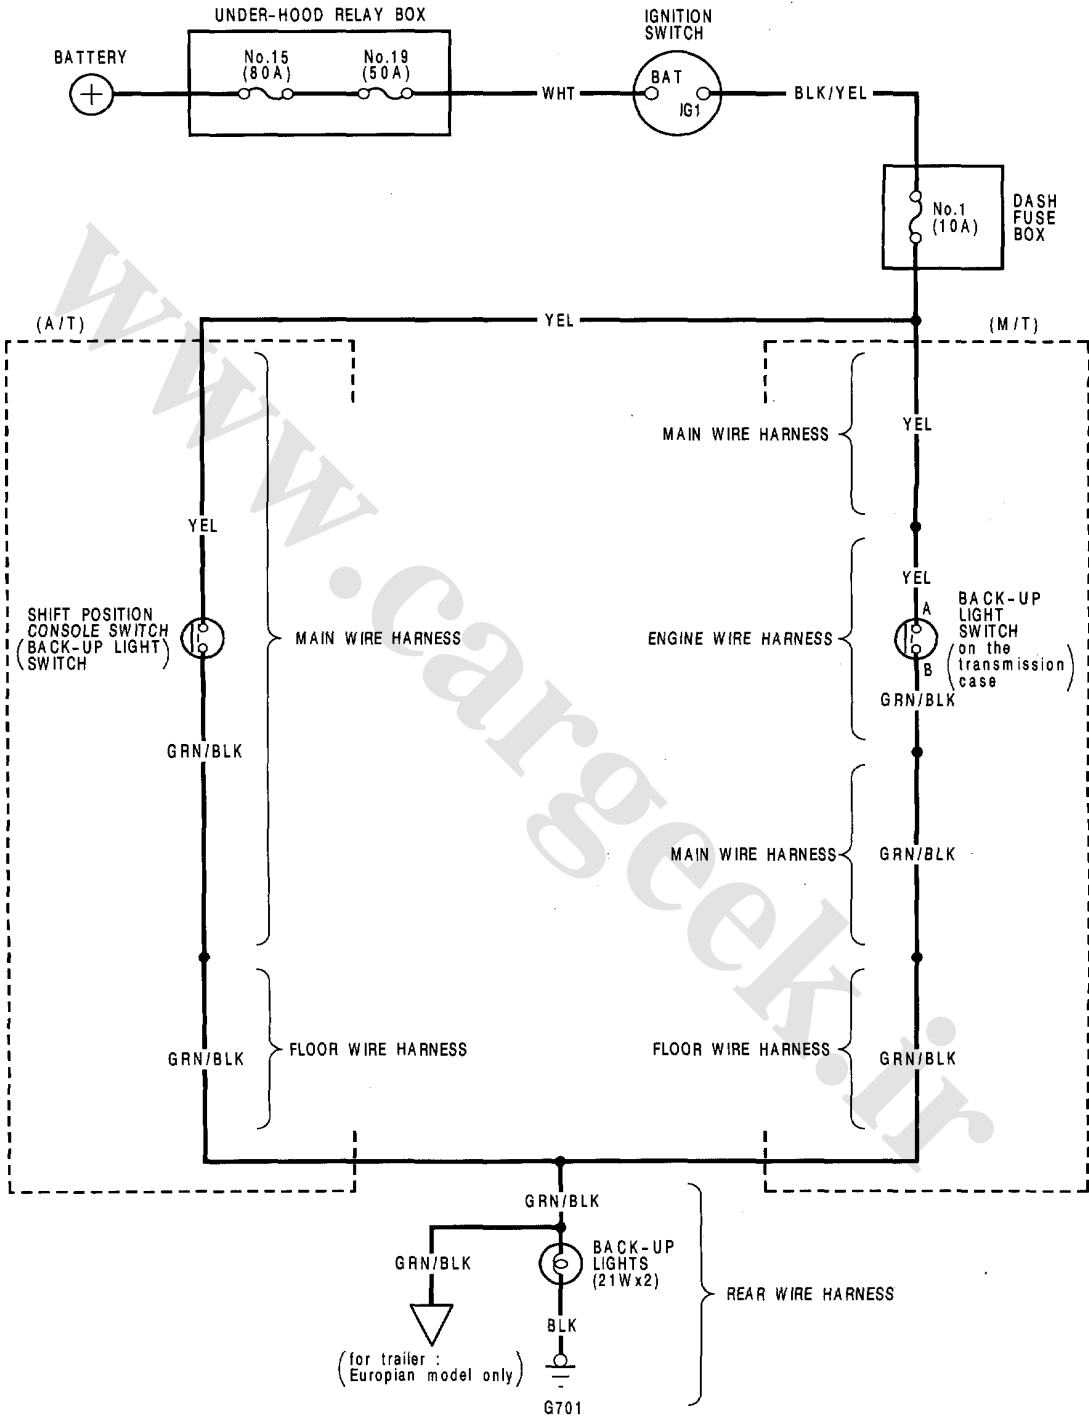 UNDER-HOOD RELAY BOX
IGNITION
SWITCH
BATTERY
No.15
(80A)
No.19
(50A)
WHT
BAT
IG1
BLK/YEL
No.1
(10A)
DASH
FUSE
BOX
(A/T)
YEL
(M/T)
MAIN WIRE HARNESS
YEL
YEL
YEL
A
BACK-UP
LIGHT
SWITCH
(on the
transmission
case)
B
SHIFT POSITION
CONSOLE SWITCH
(BACK-UP LIGHT)
SWITCH
MAIN WIRE HARNESS
ENGINE WIRE HARNESS
GRN/BLK
GRN/BLK
MAIN WIRE HARNESS
GRN/BLK
GRN/BLK
FLOOR WIRE HARNESS
FLOOR WIRE HARNESS
GRN/BLK
GRN/BLK
GRN/BLK
BACK-UP
LIGHTS
(21Wx2)
REAR WIRE HARNESS
BLK
(for trailer :
Europian model only)
G701
www.cargeek.ir